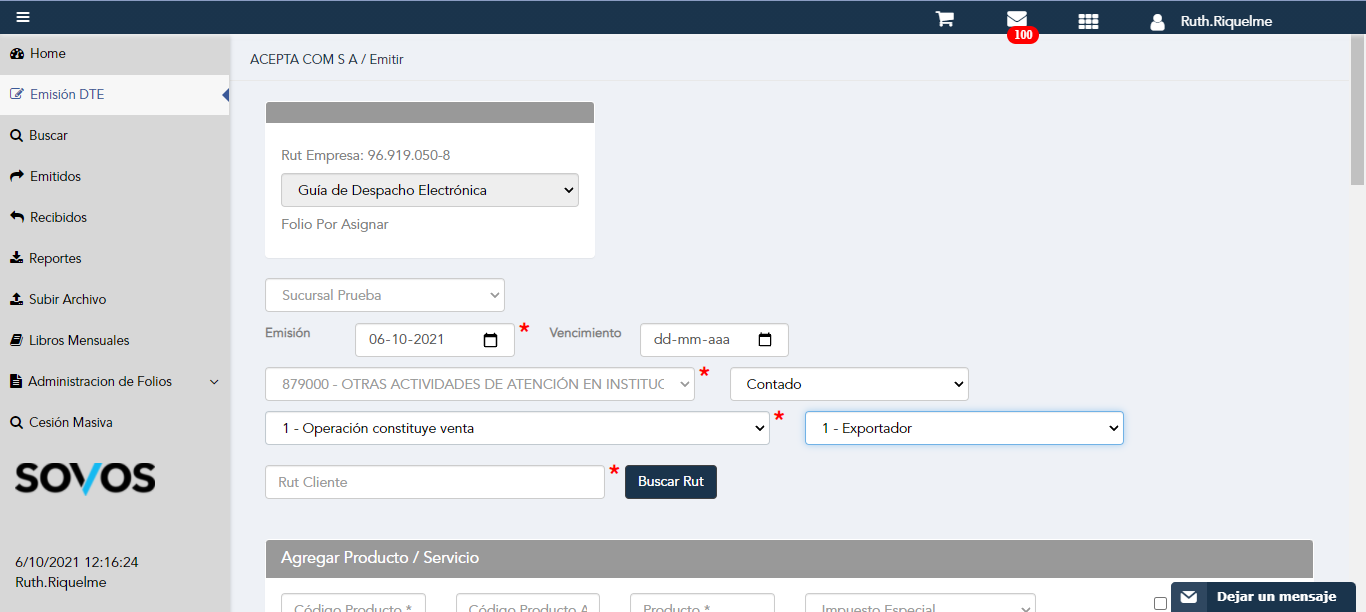 100
Ruth.Riquelme
Home
Emisión DTE
Buscar
Emitidos
Recibidos
Reportes
Subir Archivo
Libros Mensuales
Administracion de Folios
Cesión Masiva
SOVOS
6/10/2021 12:16:24
Ruth.Riquelme
ACEPTA COM S A / Emitir
Rut Empresa: 96.919.050-8
Guía de Despacho Electrónica
Folio Por Asignar
Sucursal Prueba
Emisión 06-10-2021 * Vencimiento dd-mm-aaa
879000 - OTRAS ACTIVIDADES DE ATENCIÓN EN INSTITUC * Contado
1 - Operación constituye venta * 1 - Exportador
Rut Cliente * Buscar Rut
Agregar Producto / Servicio
Código Producto * Código Producto A Producto * Impuesto Especial
Dejar un mensaje